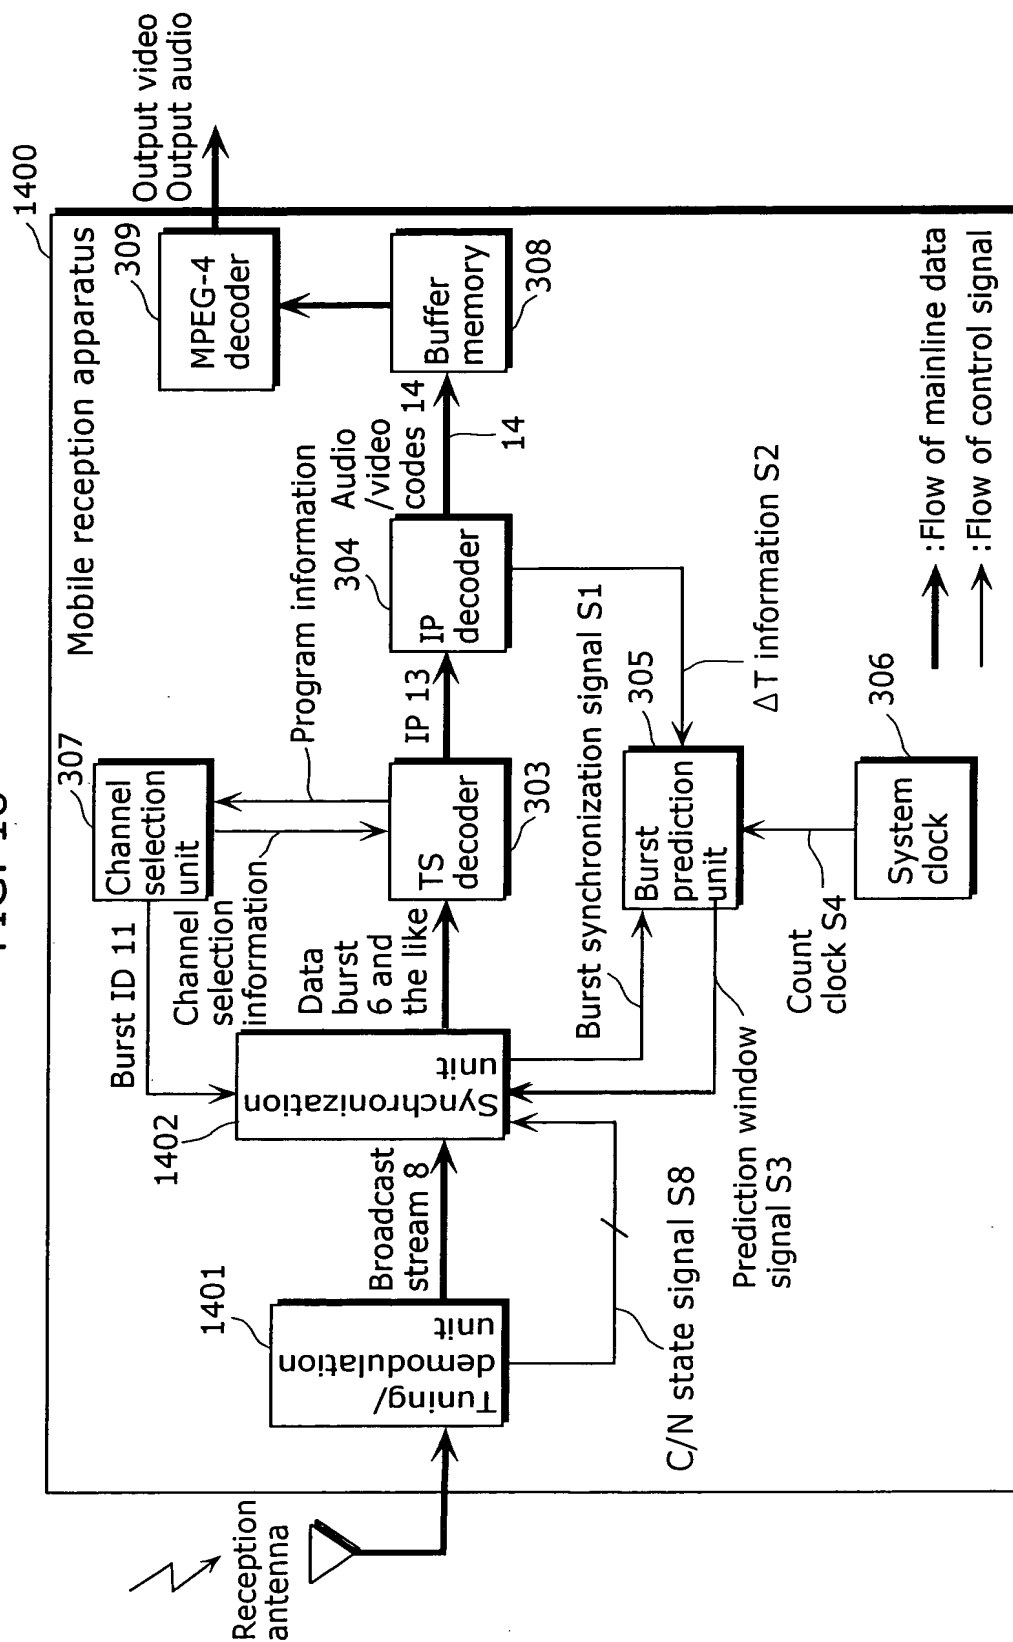 1400
Mobile reception apparatus
Reception
antenna
1401
Tuning/
demodulation
unit
Broadcast
stream 8
C/N state signal S8
1402
Synchronization
unit
Burst ID 11
307
Channel
selection
unit
Channel
selection
information
Program information
Data
burst
6 and
the like
TS
decoder
303
IP 13
304
IP
decoder
Audio
/video
codes 14
14
Buffer
memory
308
309
MPEG-4
decoder
Output video
Output audio
Burst synchronization signal S1
305
Burst
prediction
unit
ΔT information S2
Prediction window
signal S3
Count
clock S4
306
System
clock
:Flow of mainline data
:Flow of control signal